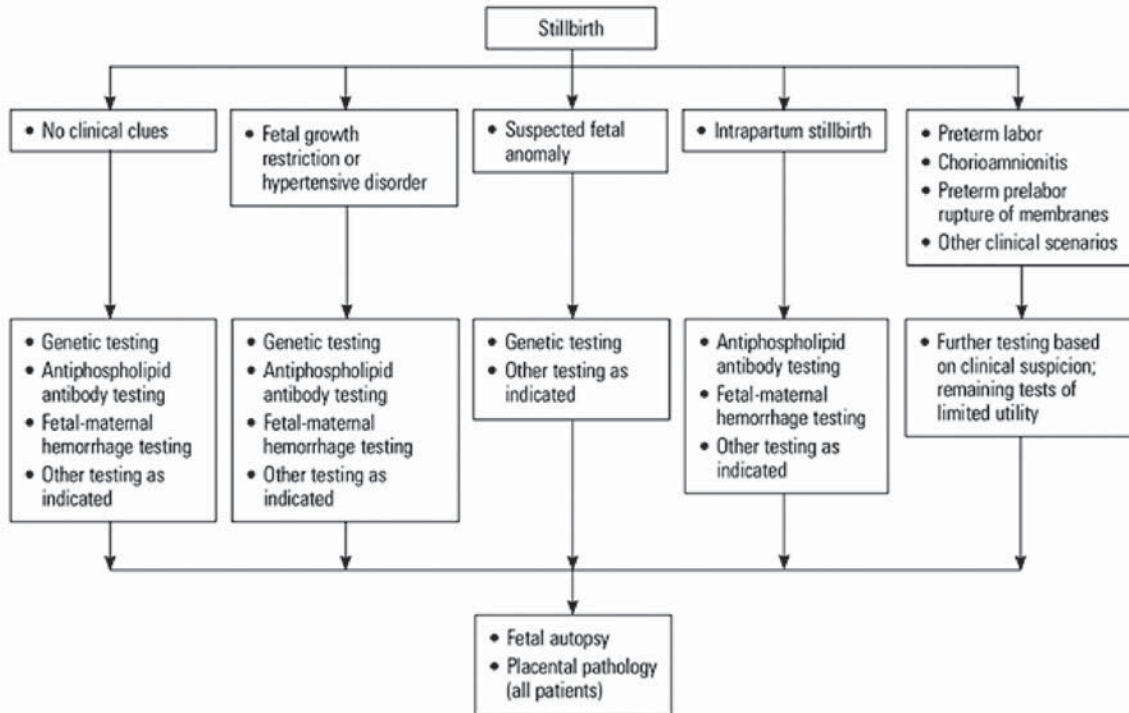 Stillbirth
• No clinical clues
• Fetal growth
restriction or
hypertensive disorder
• Suspected fetal
anomaly
• Intrapartum stillbirth
• Preterm labor
• Chorioamnionitis
• Preterm prelabor
rupture of membranes
• Other clinical scenarios
• Genetic testing
• Antiphospholipid
antibody testing
• Fetal-maternal
hemorrhage testing
• Other testing as
indicated
• Genetic testing
• Antiphospholipid
antibody testing
• Fetal-maternal
hemorrhage testing
• Other testing as
indicated
• Genetic testing
• Other testing as
indicated
• Antiphospholipid
antibody testing
• Fetal-maternal
hemorrhage testing
• Other testing as
indicated
• Further testing based
on clinical suspicion;
remaining tests of
limited utility
• Fetal autopsy
• Placental pathology
(all patients)